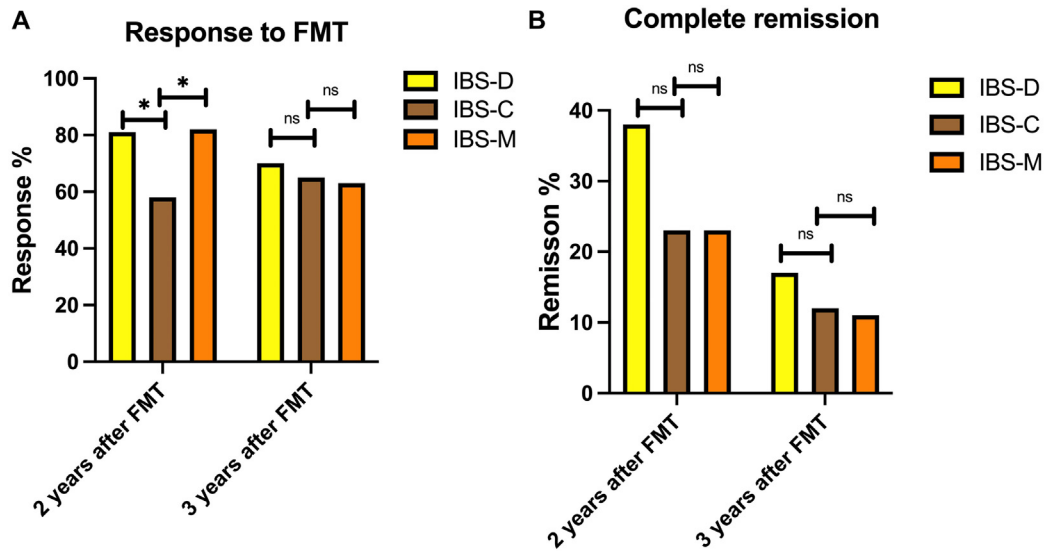 A
Response to FMT
Response %
100
80
60
40
20
0
*
*
ns
ns
IBS-D
IBS-C
IBS-M
2 years after FMT
3 years after FMT
B
Complete remission
Remisson %
40
30
20
10
0
ns
ns
ns
ns
IBS-D
IBS-C
IBS-M
2 years after FMT
3 years after FMT